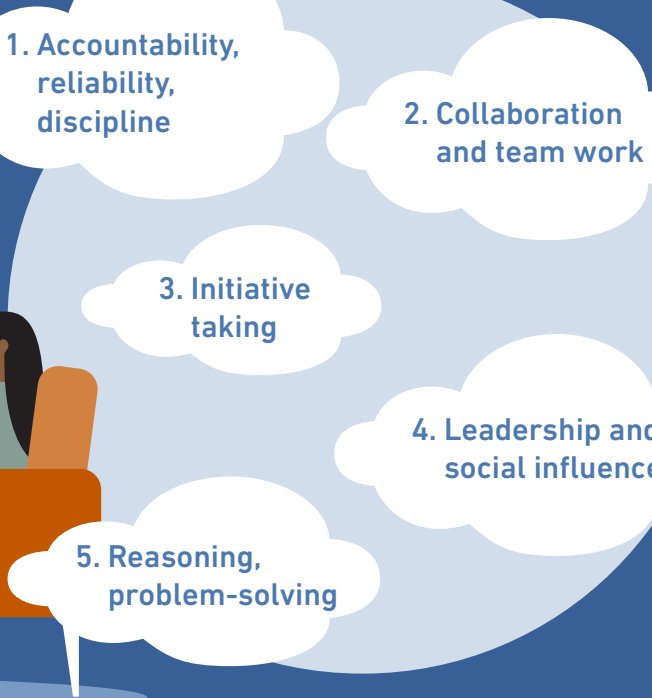 1. Accountability,
reliability,
discipline
2. Collaboration
and team work
3. Initiative
taking
4. Leadership and
social influence
5. Reasoning,
problem-solving